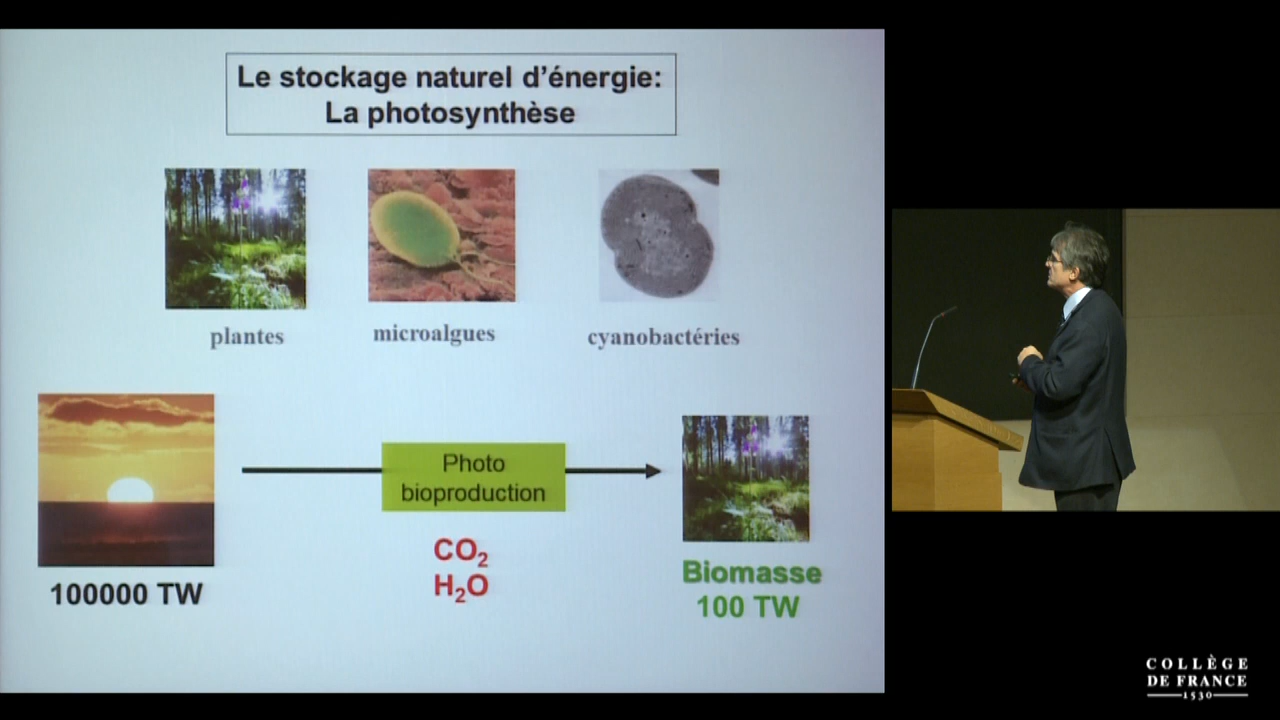 Le stockage naturel d'énergie:
La photosynthèse
plantes
microalgues
cyanobactéries
Photo
bioproduction
CO₂
H₂O
100000 TW
Biomasse
100 TW
COLLÈGE
DE FRANCE
1530